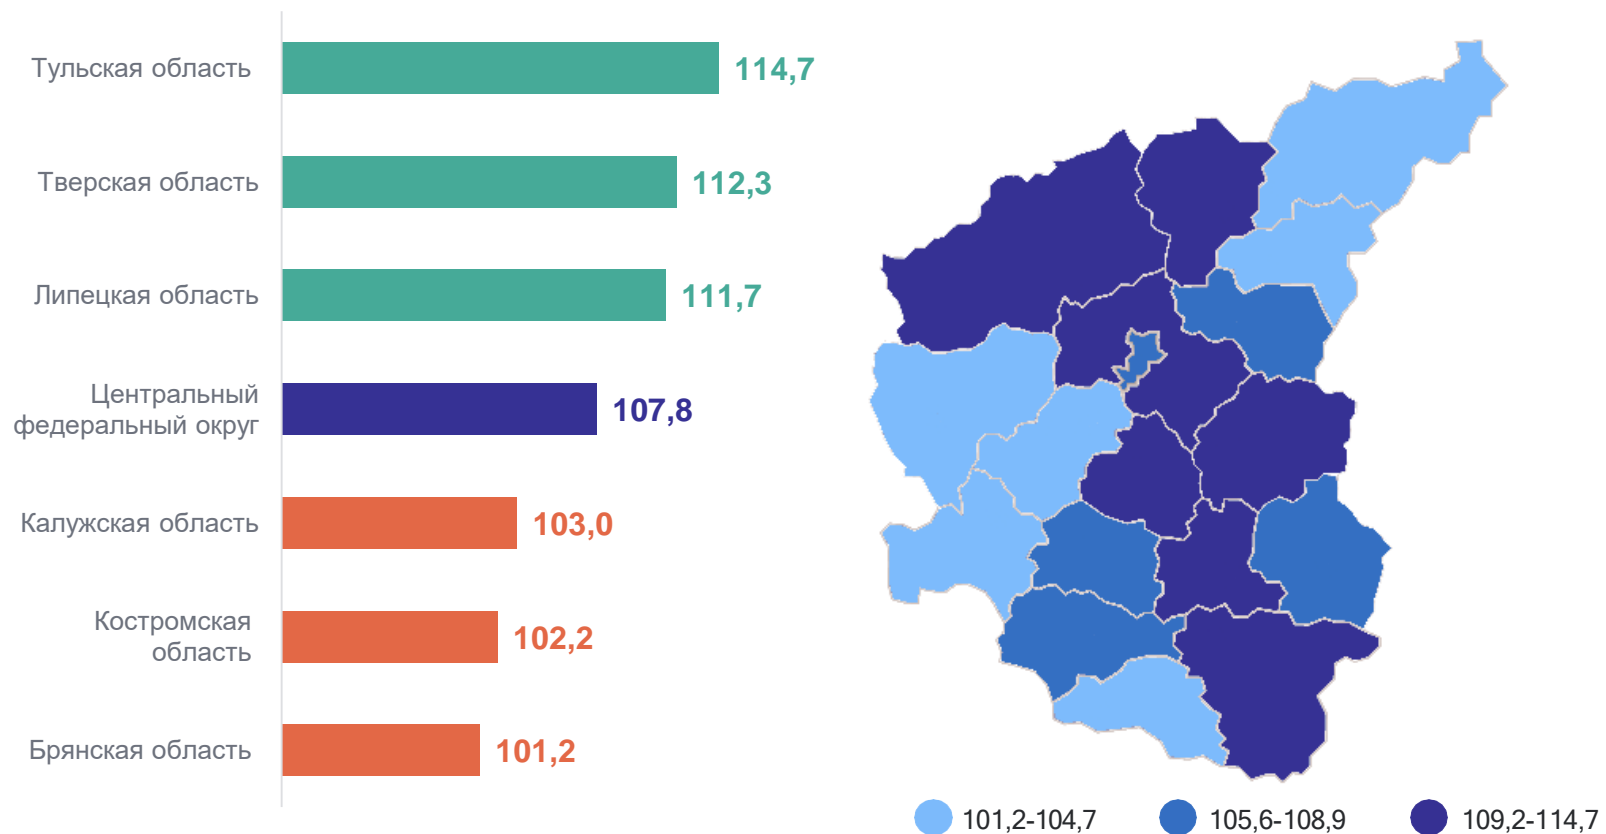 Тульская область
114,7
Тверская область
112,3
Липецкая область
111,7
Центральный
федеральный округ
107,8
Калужская область
103,0
Костромская
область
102,2
Брянская область
101,2
101,2-104,7
105,6-108,9
109,2-114,7